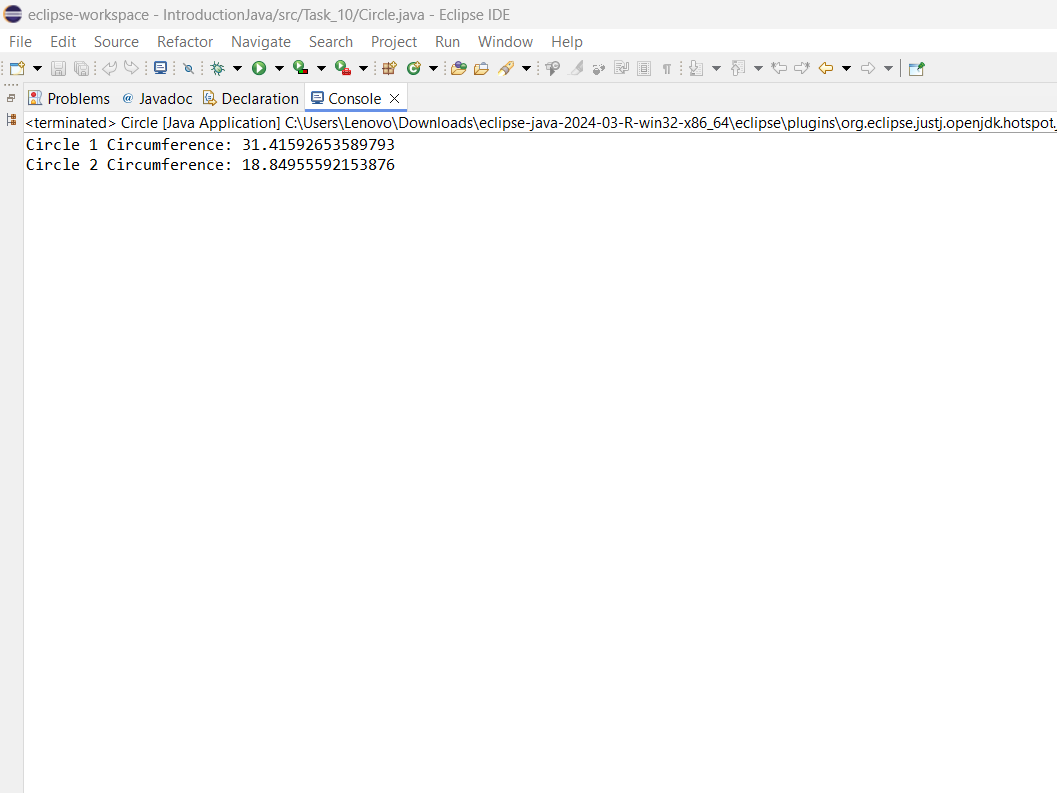 eclipse-workspace - IntroductionJava/src/Task_10/Circle.java - Eclipse IDE
File Edit Source Refactor Navigate Search Project Run Window Help
Problems @ Javadoc Declaration Console
<terminated> Circle [Java Application] C:\Users\Lenovo\Downloads\eclipse-java-2024-03-R-win32-x86_64\eclipse\plugins\org.eclipse.justj.openjdk.hotspot.
Circle 1 Circumference: 31.41592653589793
Circle 2 Circumference: 18.84955592153876